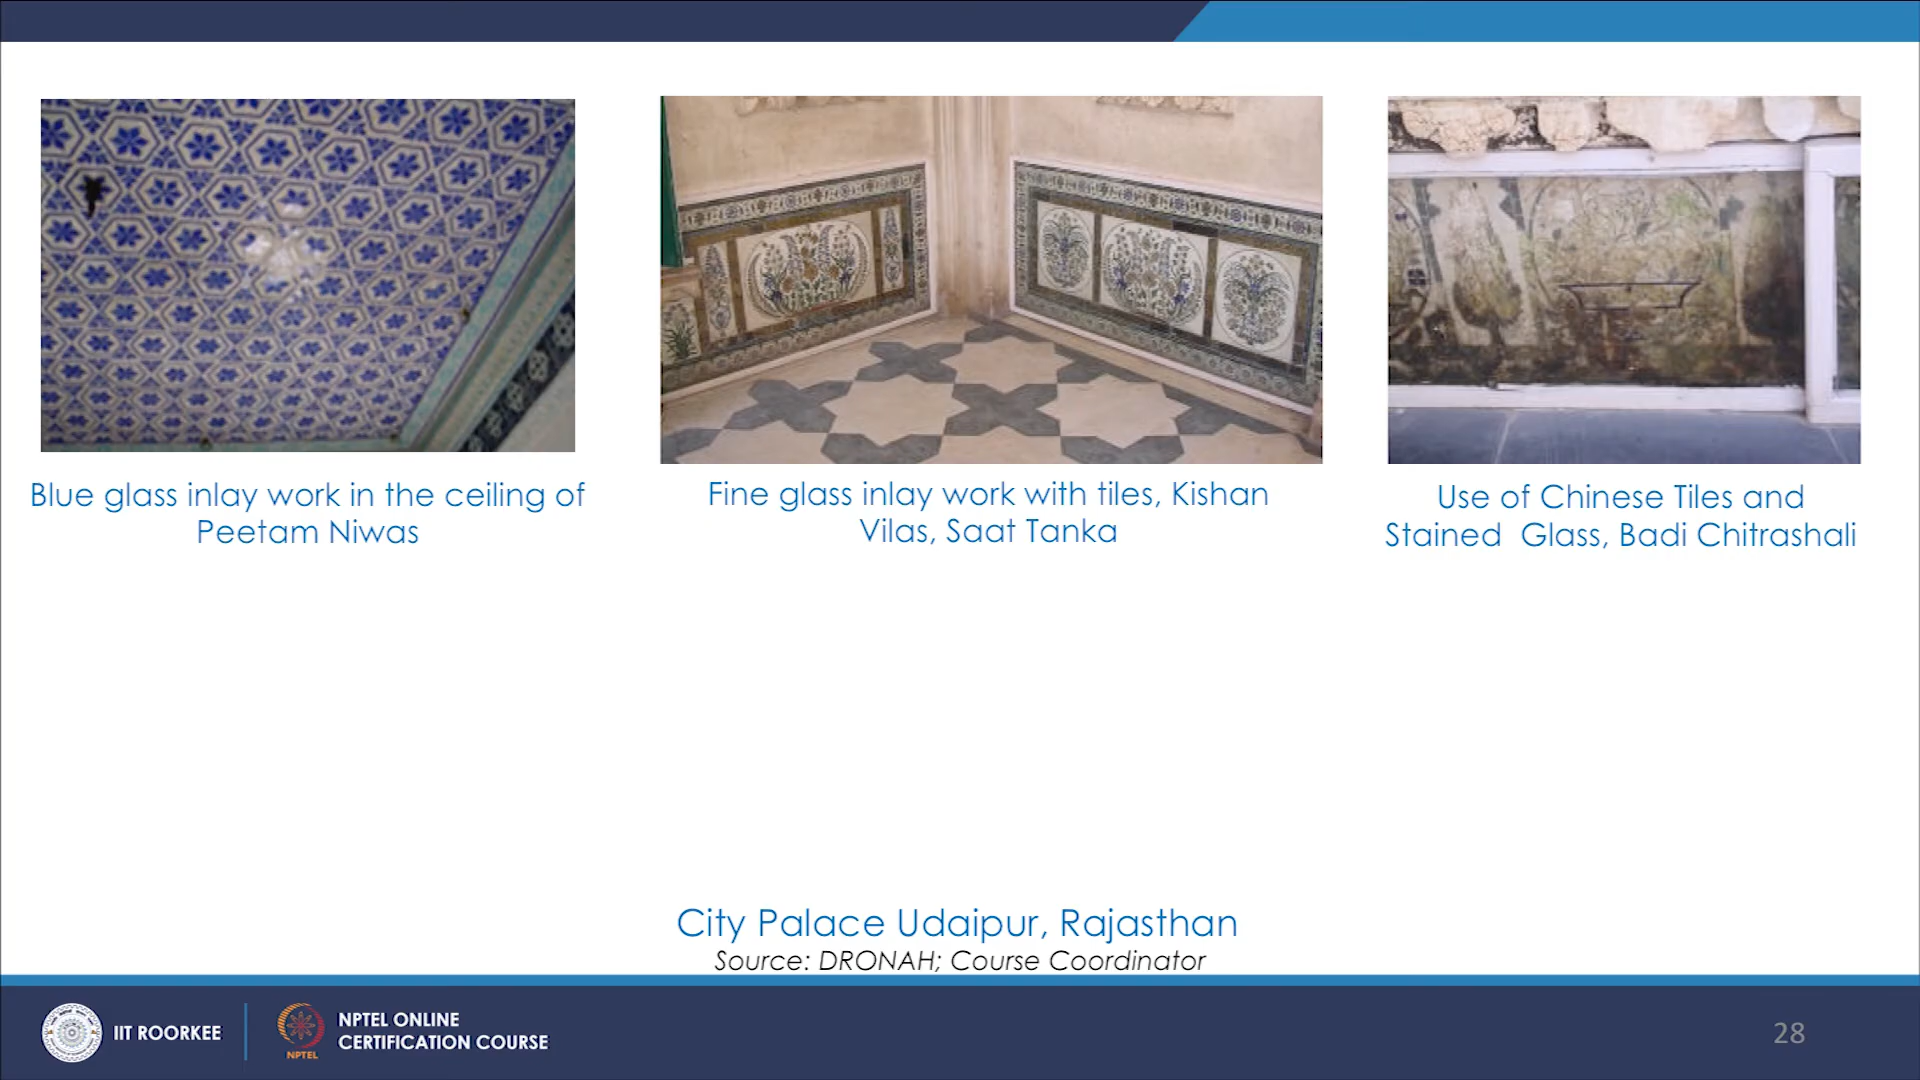 Blue glass inlay work in the ceiling of
Peetam Niwas
Fine glass inlay work with tiles, Kishan
Vilas, Saat Tanka
Use of Chinese Tiles and
Stained  Glass, Badi Chitrashali
City Palace Udaipur, Rajasthan
Source: DRONAH; Course Coordinator
IIT ROORKEE
NPTEL
NPTEL ONLINE
CERTIFICATION COURSE
28